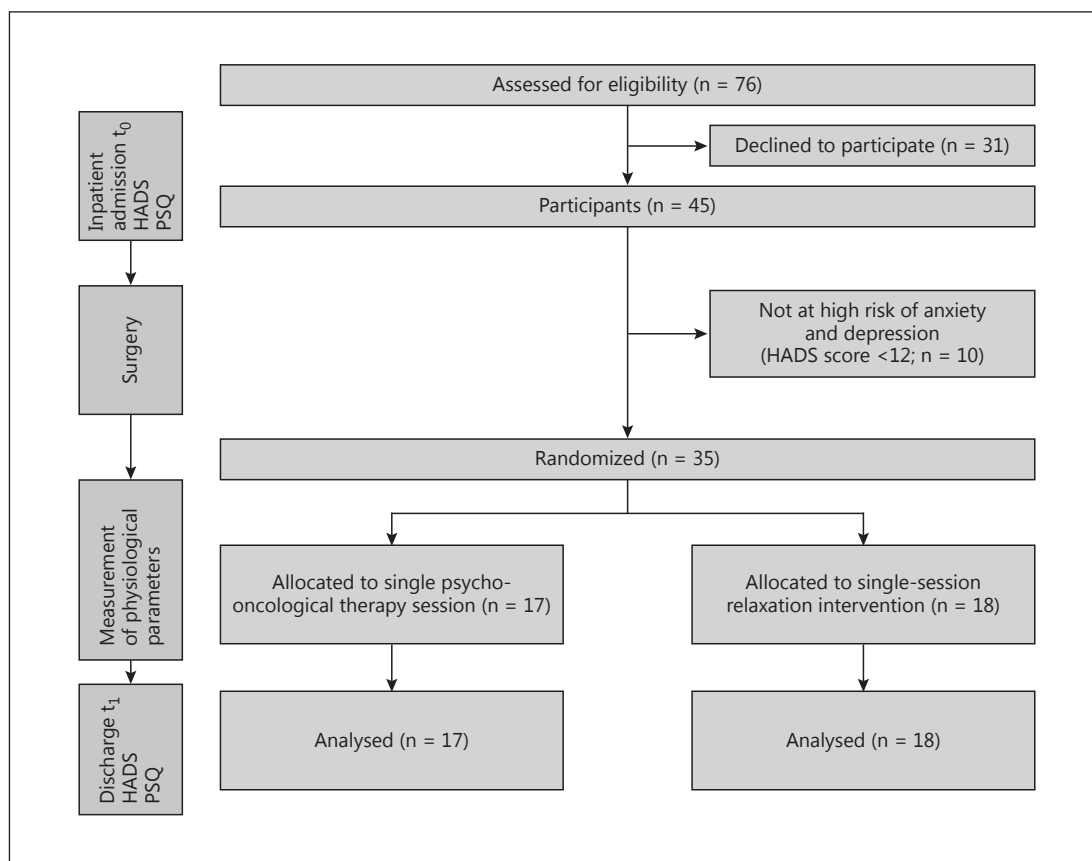 Assessed for eligibility (n = 76)
Declined to participate (n = 31)
Participants (n = 45)
Not at high risk of anxiety
and depression
(HADS score <12; n = 10)
Randomized (n = 35)
Allocated to single psycho-
oncological therapy session (n = 17)
Allocated to single-session
relaxation intervention (n = 18)
Analysed (n = 17)
Analysed (n = 18)
Inpatient
admission t0
HADS
PSQ
Surgery
Measurement
of physiological
parameters
Discharge t1
HADS
PSQ